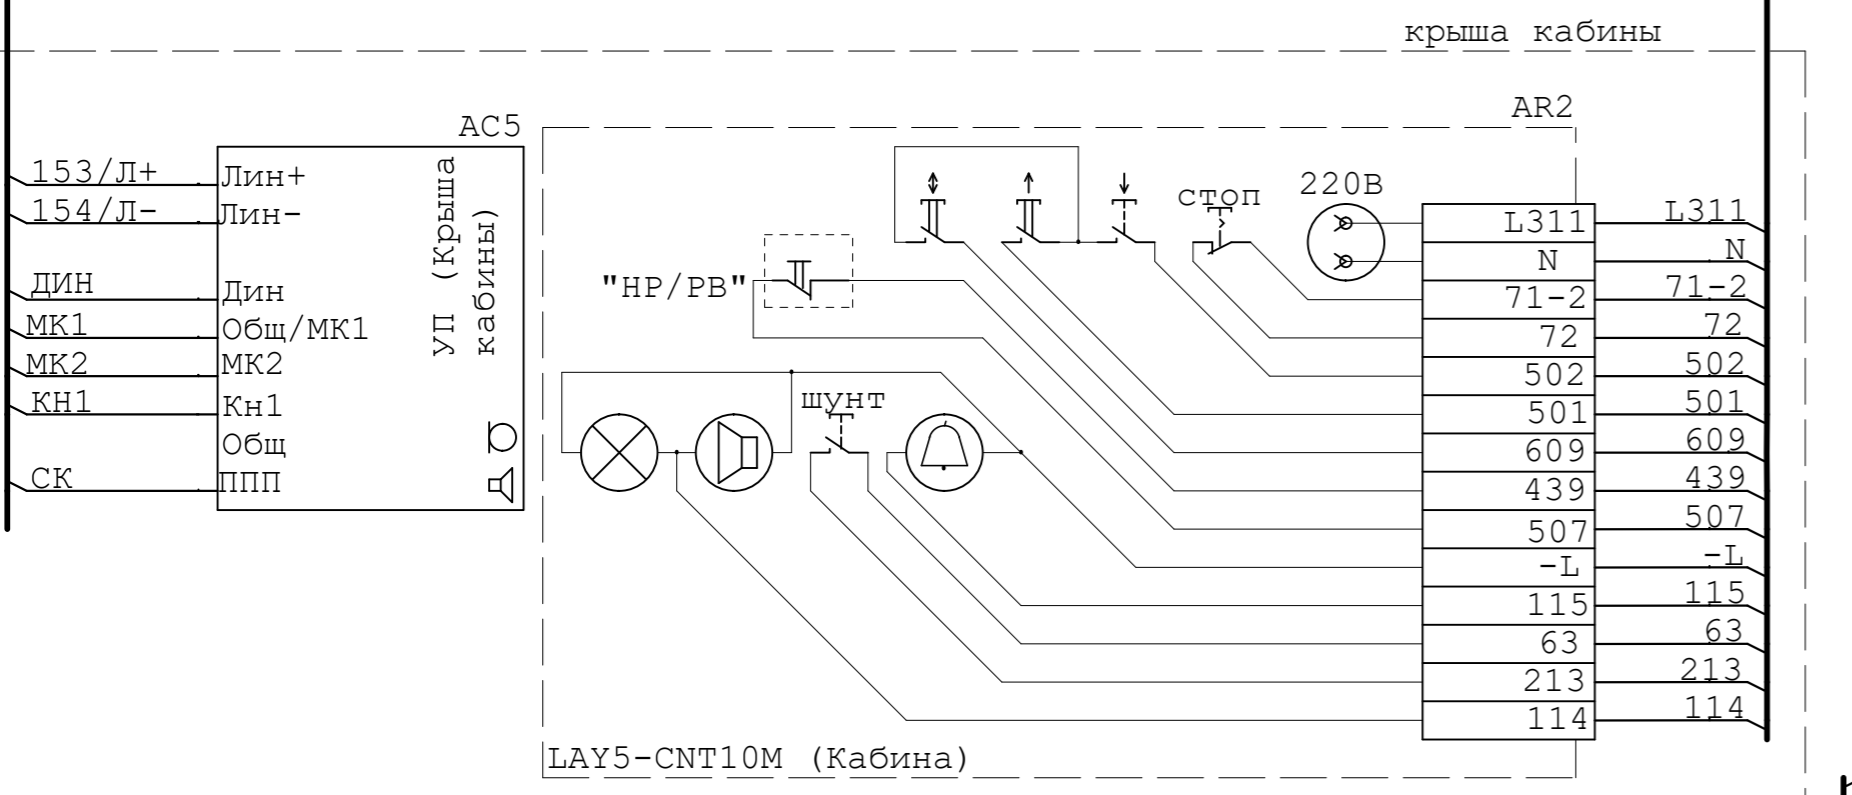 крыша кабины
AR2
AC5
153/Л+
154/Л-
ДИН
МК1
МК2
КН1
СК
Лин+
Лин-
Дин
Общ/МК1
МК2
Кн1
Общ
ППП
УП (Крыша
кабины)
"НР/РВ"
шунт
стоп
220В
L311
N
71-2
72
502
501
609
439
507
-L
115
63
213
114
L311
N
71-2
72
502
501
609
439
507
-L
115
63
213
114
LAY5-CNT10M (Кабина)